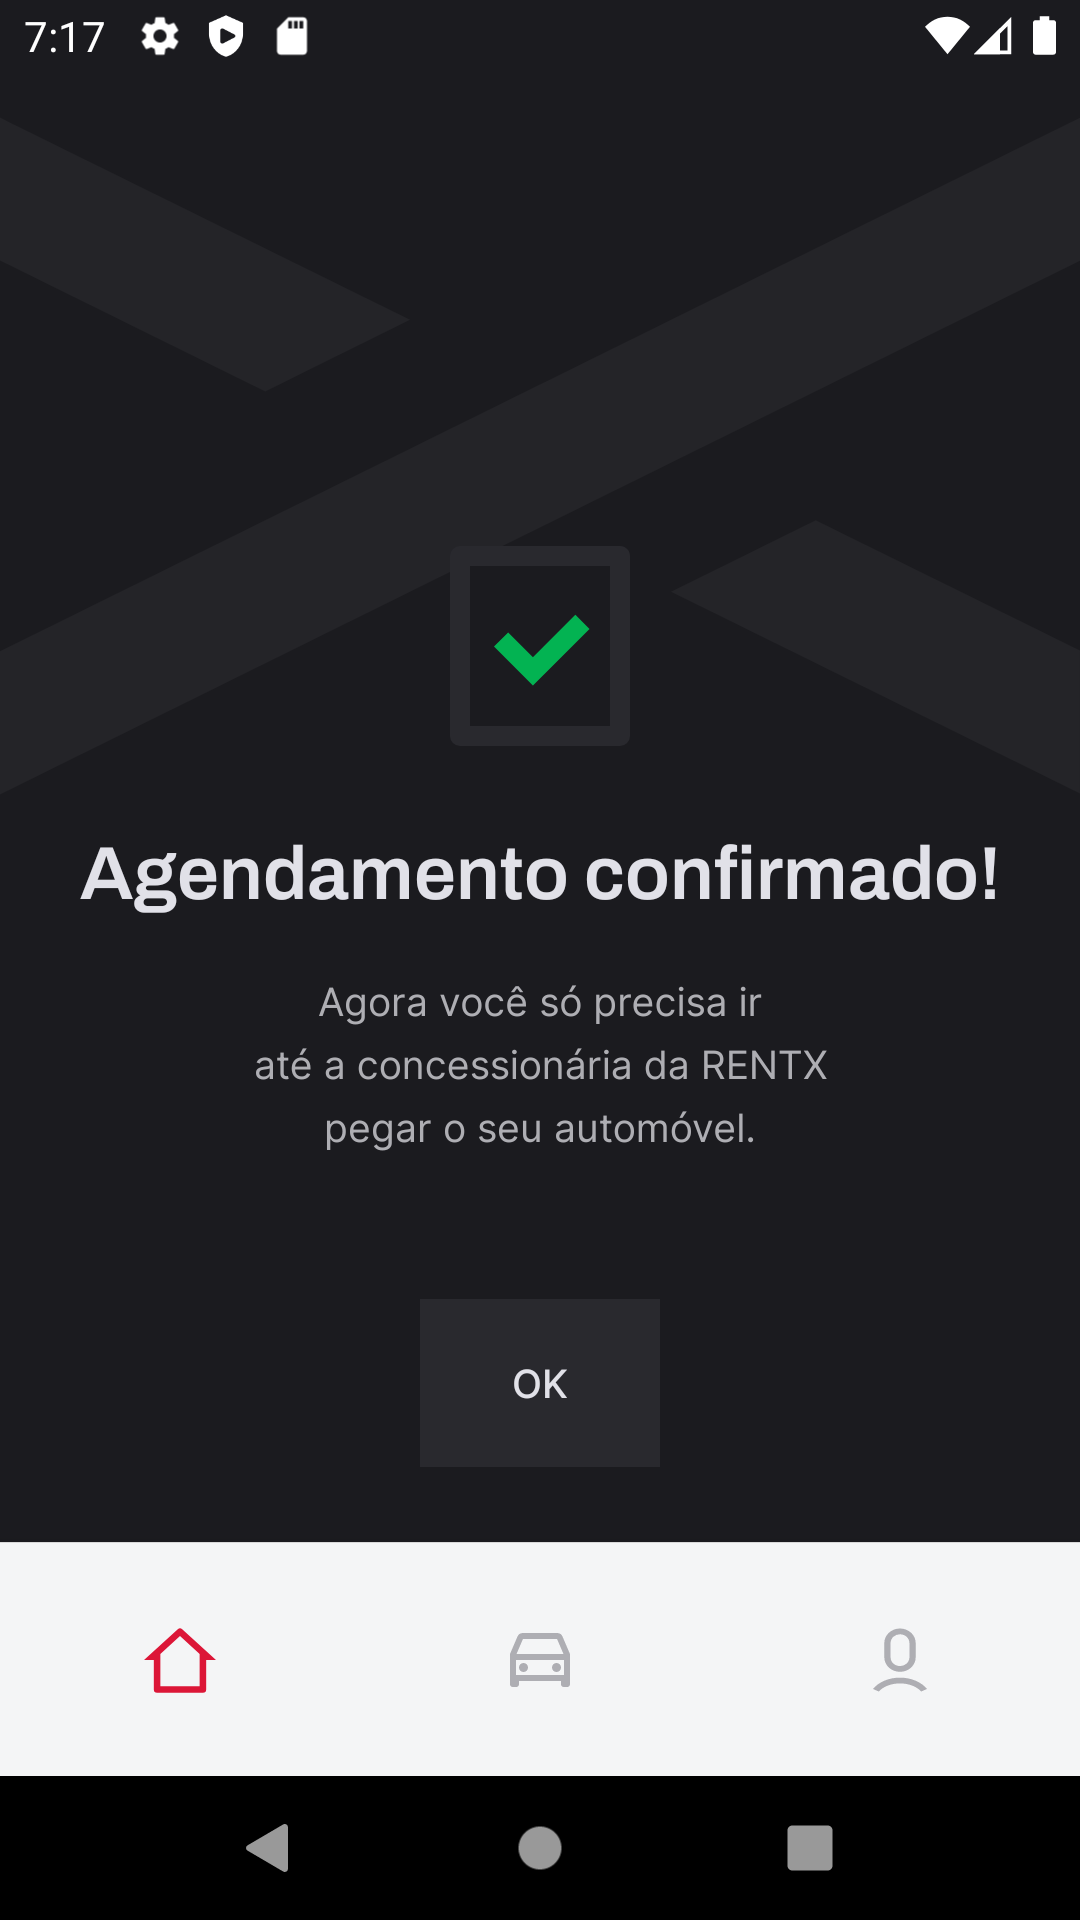 7:17
Agendamento confirmado!
Agora você só precisa ir
até a concessionária da RENTX
pegar o seu automóvel.
OK